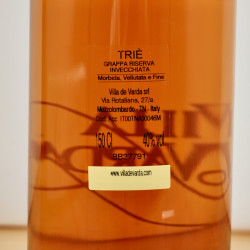 TRIÈ
GRAPPA RISERVA
INVECCHIATA
Morbida, Vellutata e Fine
Villa de Varda srl
Via Rotaliana, 27/a
Mezzolombardo - TN - Italy
150 Cl 40% vol.
www.villadevarda.com